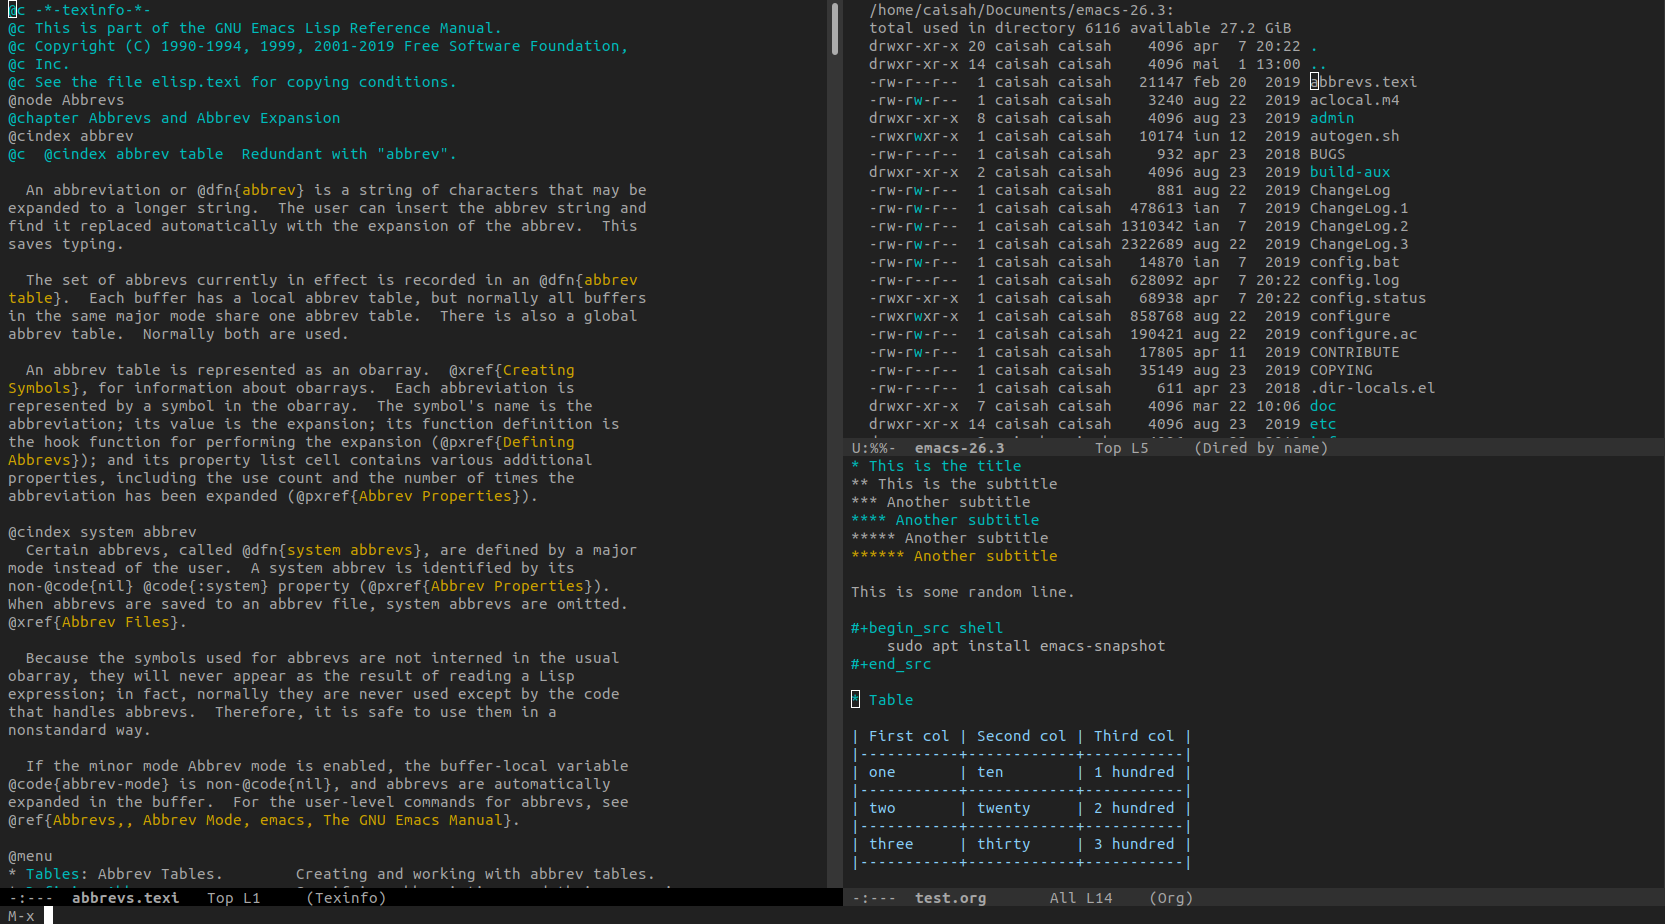 @c -*-texinfo-*-
@c This is part of the GNU Emacs Lisp Reference Manual.
@c Copyright (C) 1990-1994, 1999, 2001-2019 Free Software Foundation,
@c Inc.
@c See the file elisp.texi for copying conditions.
@node Abbrevs
@chapter Abbrevs and Abbrev Expansion
@cindex abbrev
@c  @cindex abbrev table  Redundant with "abbrev".

  An abbreviation or @dfn{abbrev} is a string of characters that may be
expanded to a longer string.  The user can insert the abbrev string and
find it replaced automatically with the expansion of the abbrev.  This
saves typing.

  The set of abbrevs currently in effect is recorded in an @dfn{abbrev
table}.  Each buffer has a local abbrev table, but normally all buffers
in the same major mode share one abbrev table.  There is also a global
abbrev table.  Normally both are used.

  An abbrev table is represented as an obarray.  @xref{Creating
Symbols}, for information about obarrays.  Each abbreviation is
represented by a symbol in the obarray.  The symbol's name is the
abbreviation; its value is the expansion; its function definition is
the hook function for performing the expansion (@pxref{Defining
Abbrevs}); and its property list cell contains various additional
properties, including the use count and the number of times the
abbreviation has been expanded (@pxref{Abbrev Properties}).

@cindex system abbrev
  Certain abbrevs, called @dfn{system abbrevs}, are defined by a major
mode instead of the user.  A system abbrev is identified by its
non-@code{nil} @code{:system} property (@pxref{Abbrev Properties}).
When abbrevs are saved to an abbrev file, system abbrevs are omitted.
@xref{Abbrev Files}.

  Because the symbols used for abbrevs are not interned in the usual
obarray, they will never appear as the result of reading a Lisp
expression; in fact, normally they are never used except by the code
that handles abbrevs.  Therefore, it is safe to use them in a
nonstandard way.

  If the minor mode Abbrev mode is enabled, the buffer-local variable
@code{abbrev-mode} is non-@code{nil}, and abbrevs are automatically
expanded in the buffer.  For the user-level commands for abbrevs, see
@ref{Abbrevs,, Abbrev Mode, emacs, The GNU Emacs Manual}.

@menu
* Tables: Abbrev Tables.        Creating and working with abbrev tables.
-:---  abbrevs.texi   Top L1     (Texinfo)
M-x
/home/caisah/Documents/emacs-26.3:
total used in directory 6116 available 27.2 GiB
drwxr-xr-x 20 caisah caisah    4096 apr  7 20:22 .
drwxr-xr-x 14 caisah caisah    4096 mai  1 13:00 ..
-rw-r--r--  1 caisah caisah   21147 feb 20  2019 abbrevs.texi
-rw-rw-r--  1 caisah caisah    3240 aug 22  2019 aclocal.m4
drwxr-xr-x  8 caisah caisah    4096 aug 23  2019 admin
-rwxrwxr-x  1 caisah caisah   10174 iun 12  2019 autogen.sh
-rw-r--r--  1 caisah caisah     932 apr 23  2018 BUGS
drwxr-xr-x  2 caisah caisah    4096 aug 23  2019 build-aux
-rw-rw-r--  1 caisah caisah     881 aug 22  2019 ChangeLog
-rw-rw-r--  1 caisah caisah  478613 ian  7  2019 ChangeLog.1
-rw-rw-r--  1 caisah caisah 1310342 ian  7  2019 ChangeLog.2
-rw-rw-r--  1 caisah caisah 2322689 aug 22  2019 ChangeLog.3
-rw-rw-r--  1 caisah caisah   14870 ian  7  2019 config.bat
-rw-rw-r--  1 caisah caisah  628092 apr  7 20:22 config.log
-rwxr-xr-x  1 caisah caisah   68938 apr  7 20:22 config.status
-rwxrwxr-x  1 caisah caisah  858768 aug 22  2019 configure
-rw-rw-r--  1 caisah caisah  190421 aug 22  2019 configure.ac
-rw-rw-r--  1 caisah caisah   17805 apr 11  2019 CONTRIBUTE
-rw-r--r--  1 caisah caisah   35149 aug 23  2019 COPYING
-rw-r--r--  1 caisah caisah     611 apr 23  2018 .dir-locals.el
drwxr-xr-x  7 caisah caisah    4096 mar 22 10:06 doc
drwxr-xr-x 14 caisah caisah    4096 aug 23  2019 etc
U:%%-  emacs-26.3          Top L5     (Dired by name)
* This is the title
** This is the subtitle
*** Another subtitle
**** Another subtitle
***** Another subtitle
****** Another subtitle

This is some random line.

#+begin_src shell
    sudo apt install emacs-snapshot
#+end_src

* Table

| First col | Second col | Third col |
|-----------+------------+-----------|
| one       | ten        | 1 hundred |
|-----------+------------+-----------|
| two       | twenty     | 2 hundred |
|-----------+------------+-----------|
| three     | thirty     | 3 hundred |
|-----------+------------+-----------|
-:---  test.org       All L14    (Org)